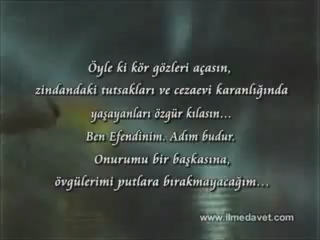 Öyle ki kör gözleri açasın,
zindandaki tutsakları ve cezaevi karanlığında
yaşayanları özgür kılasın...
Ben Efendinim. Adım budur.
Onurumu bir başkasına,
övgülerimi putlara bırakmayacağım...
www.ilmedavet.com